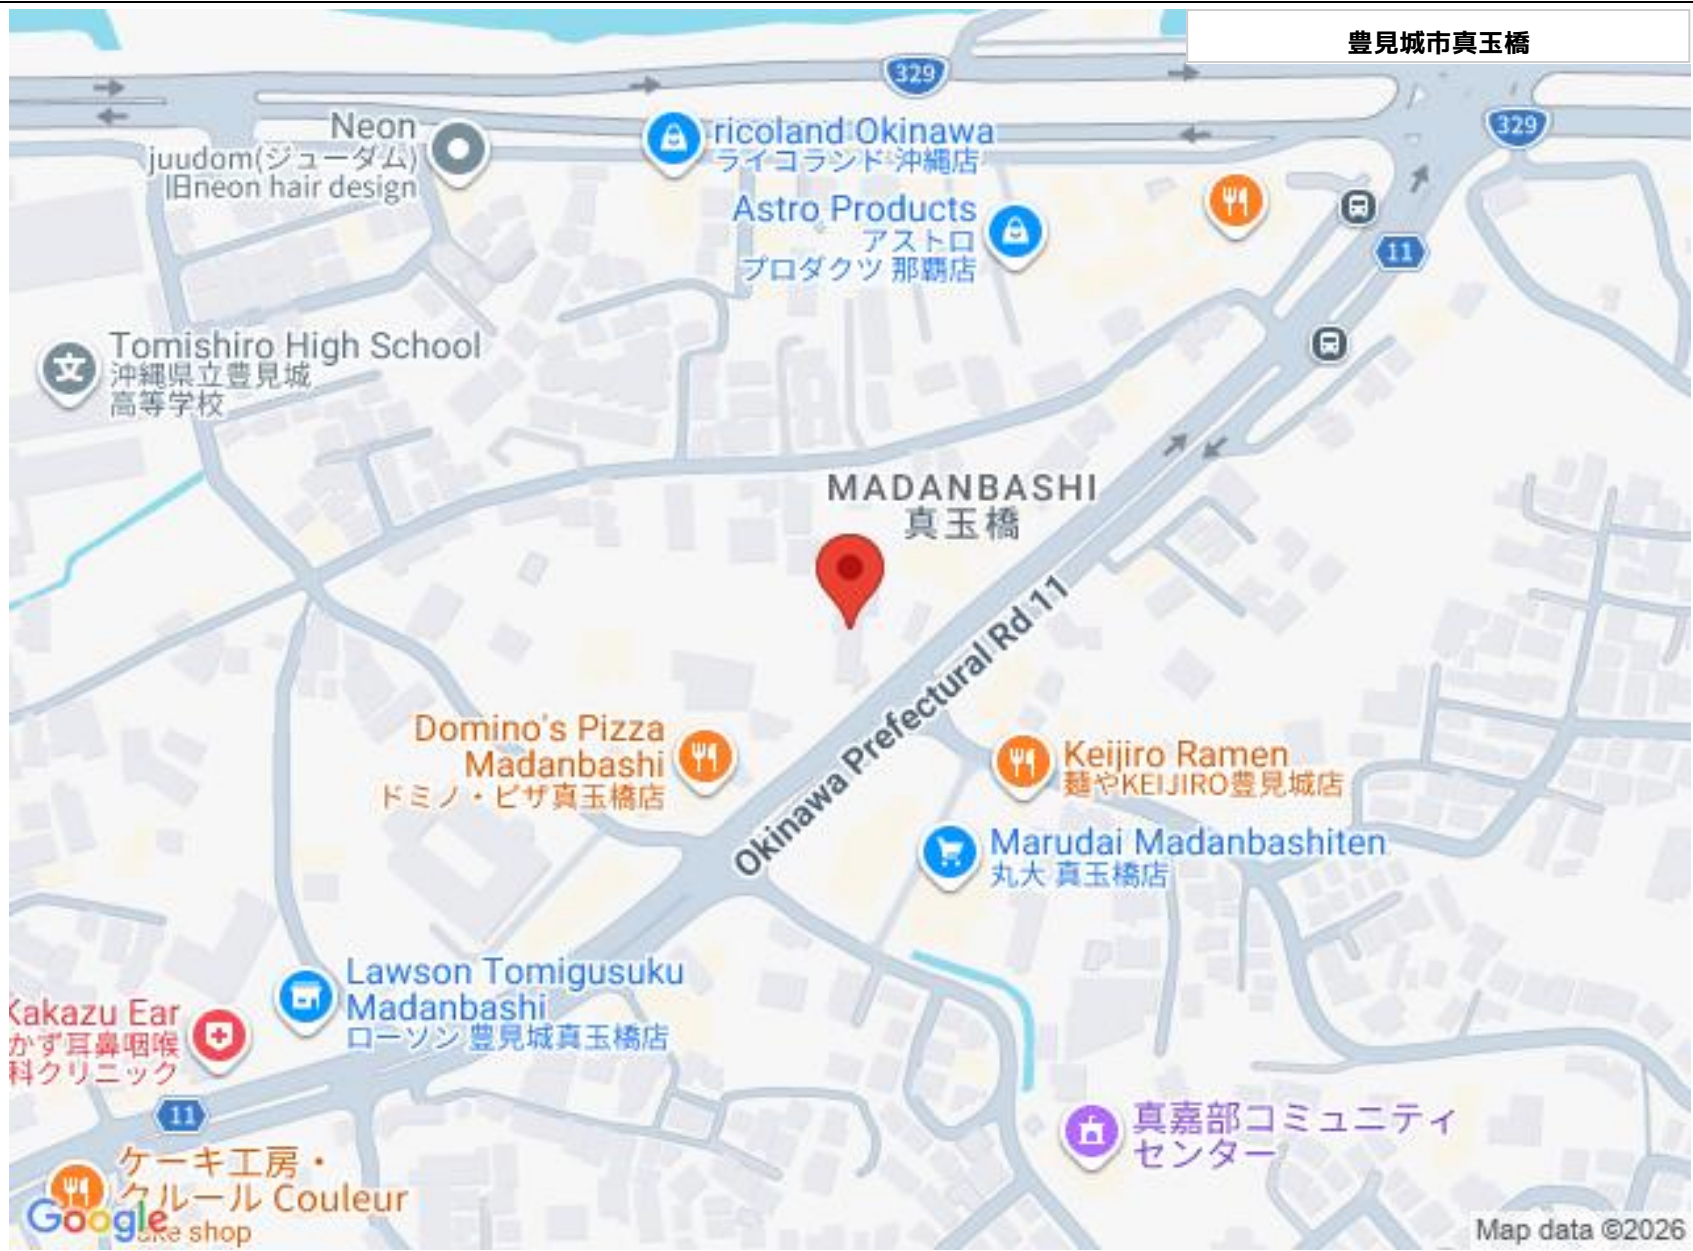 豊見城市真玉橋
329
329
Neon
juudom(ジューダム)
旧neon hair design
ricoland Okinawa
ライコランド 沖縄店
Astro Products
アストロ
プロダクツ 那覇店
11
Tomishiro High School
沖縄県立豊見城
高等学校
MADANBASHI
真玉橋
Okinawa Prefectural Rd 11
Domino's Pizza
Madanbashi
ドミノ・ピザ真玉橋店
Keijiro Ramen
麺やKEIJIRO豊見城店
Marudai Madanbashiten
丸大 真玉橋店
Lawson Tomigusuku
Madanbashi
ローソン 豊見城真玉橋店
Kakazu Ear
かず耳鼻咽喉
科クリニック
11
真嘉部コミュニティ
センター
ケーキ工房・
クルール Couleur
shop
Google
Map data ©2026